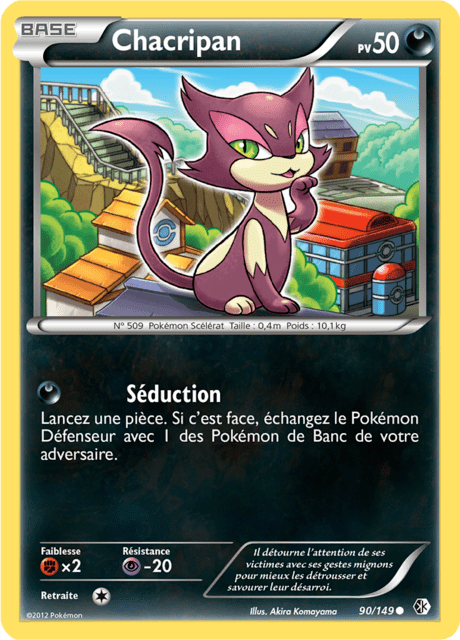 BASE
Chacripan
PV 50
N° 509 Pokémon Scélérat Taille : 0,4 m Poids : 10,1 kg
Séduction
Lancez une pièce. Si c'est face, échangez le Pokémon
Défenseur avec 1 des Pokémon de Banc de votre
adversaire.
Faiblesse
×2
Résistance
-20
Retraite
Il détourne l'attention de ses
victimes avec ses gestes mignons
pour mieux les détrousser et
savourer leur désarroi.
©2012 Pokémon
Illus. Akira Komayama
90/149